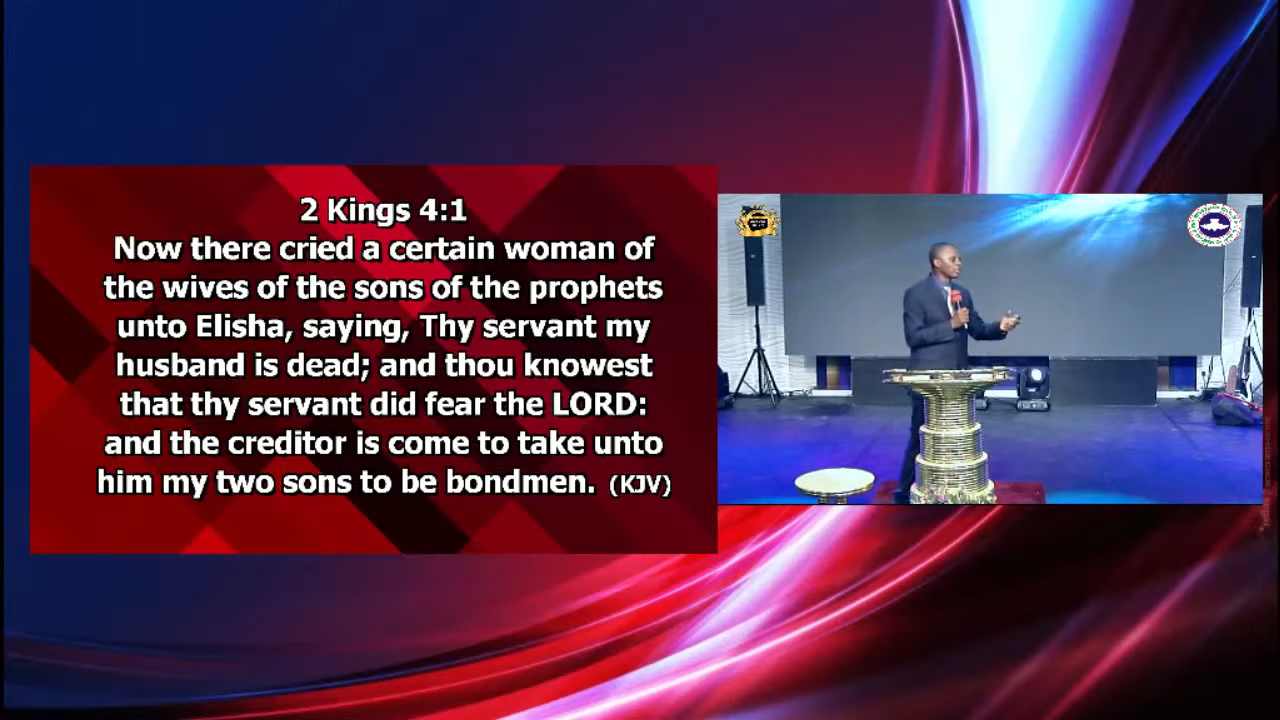 2 Kings 4:1
Now there cried a certain woman of
the wives of the sons of the prophets
unto Elisha, saying, Thy servant my
husband is dead; and thou knowest
that thy servant did fear the LORD:
and the creditor is come to take unto
him my two sons to be bondmen. (KJV)